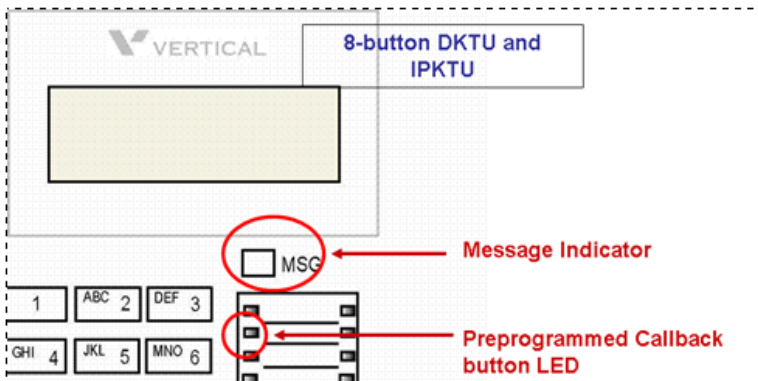 VERTICAL
8-button DKTU and
IPKTU
MSG
Message Indicator
1
ABC 2
DEF 3
GHI 4
JKL 5
MNO 6
Preprogrammed Callback
button LED